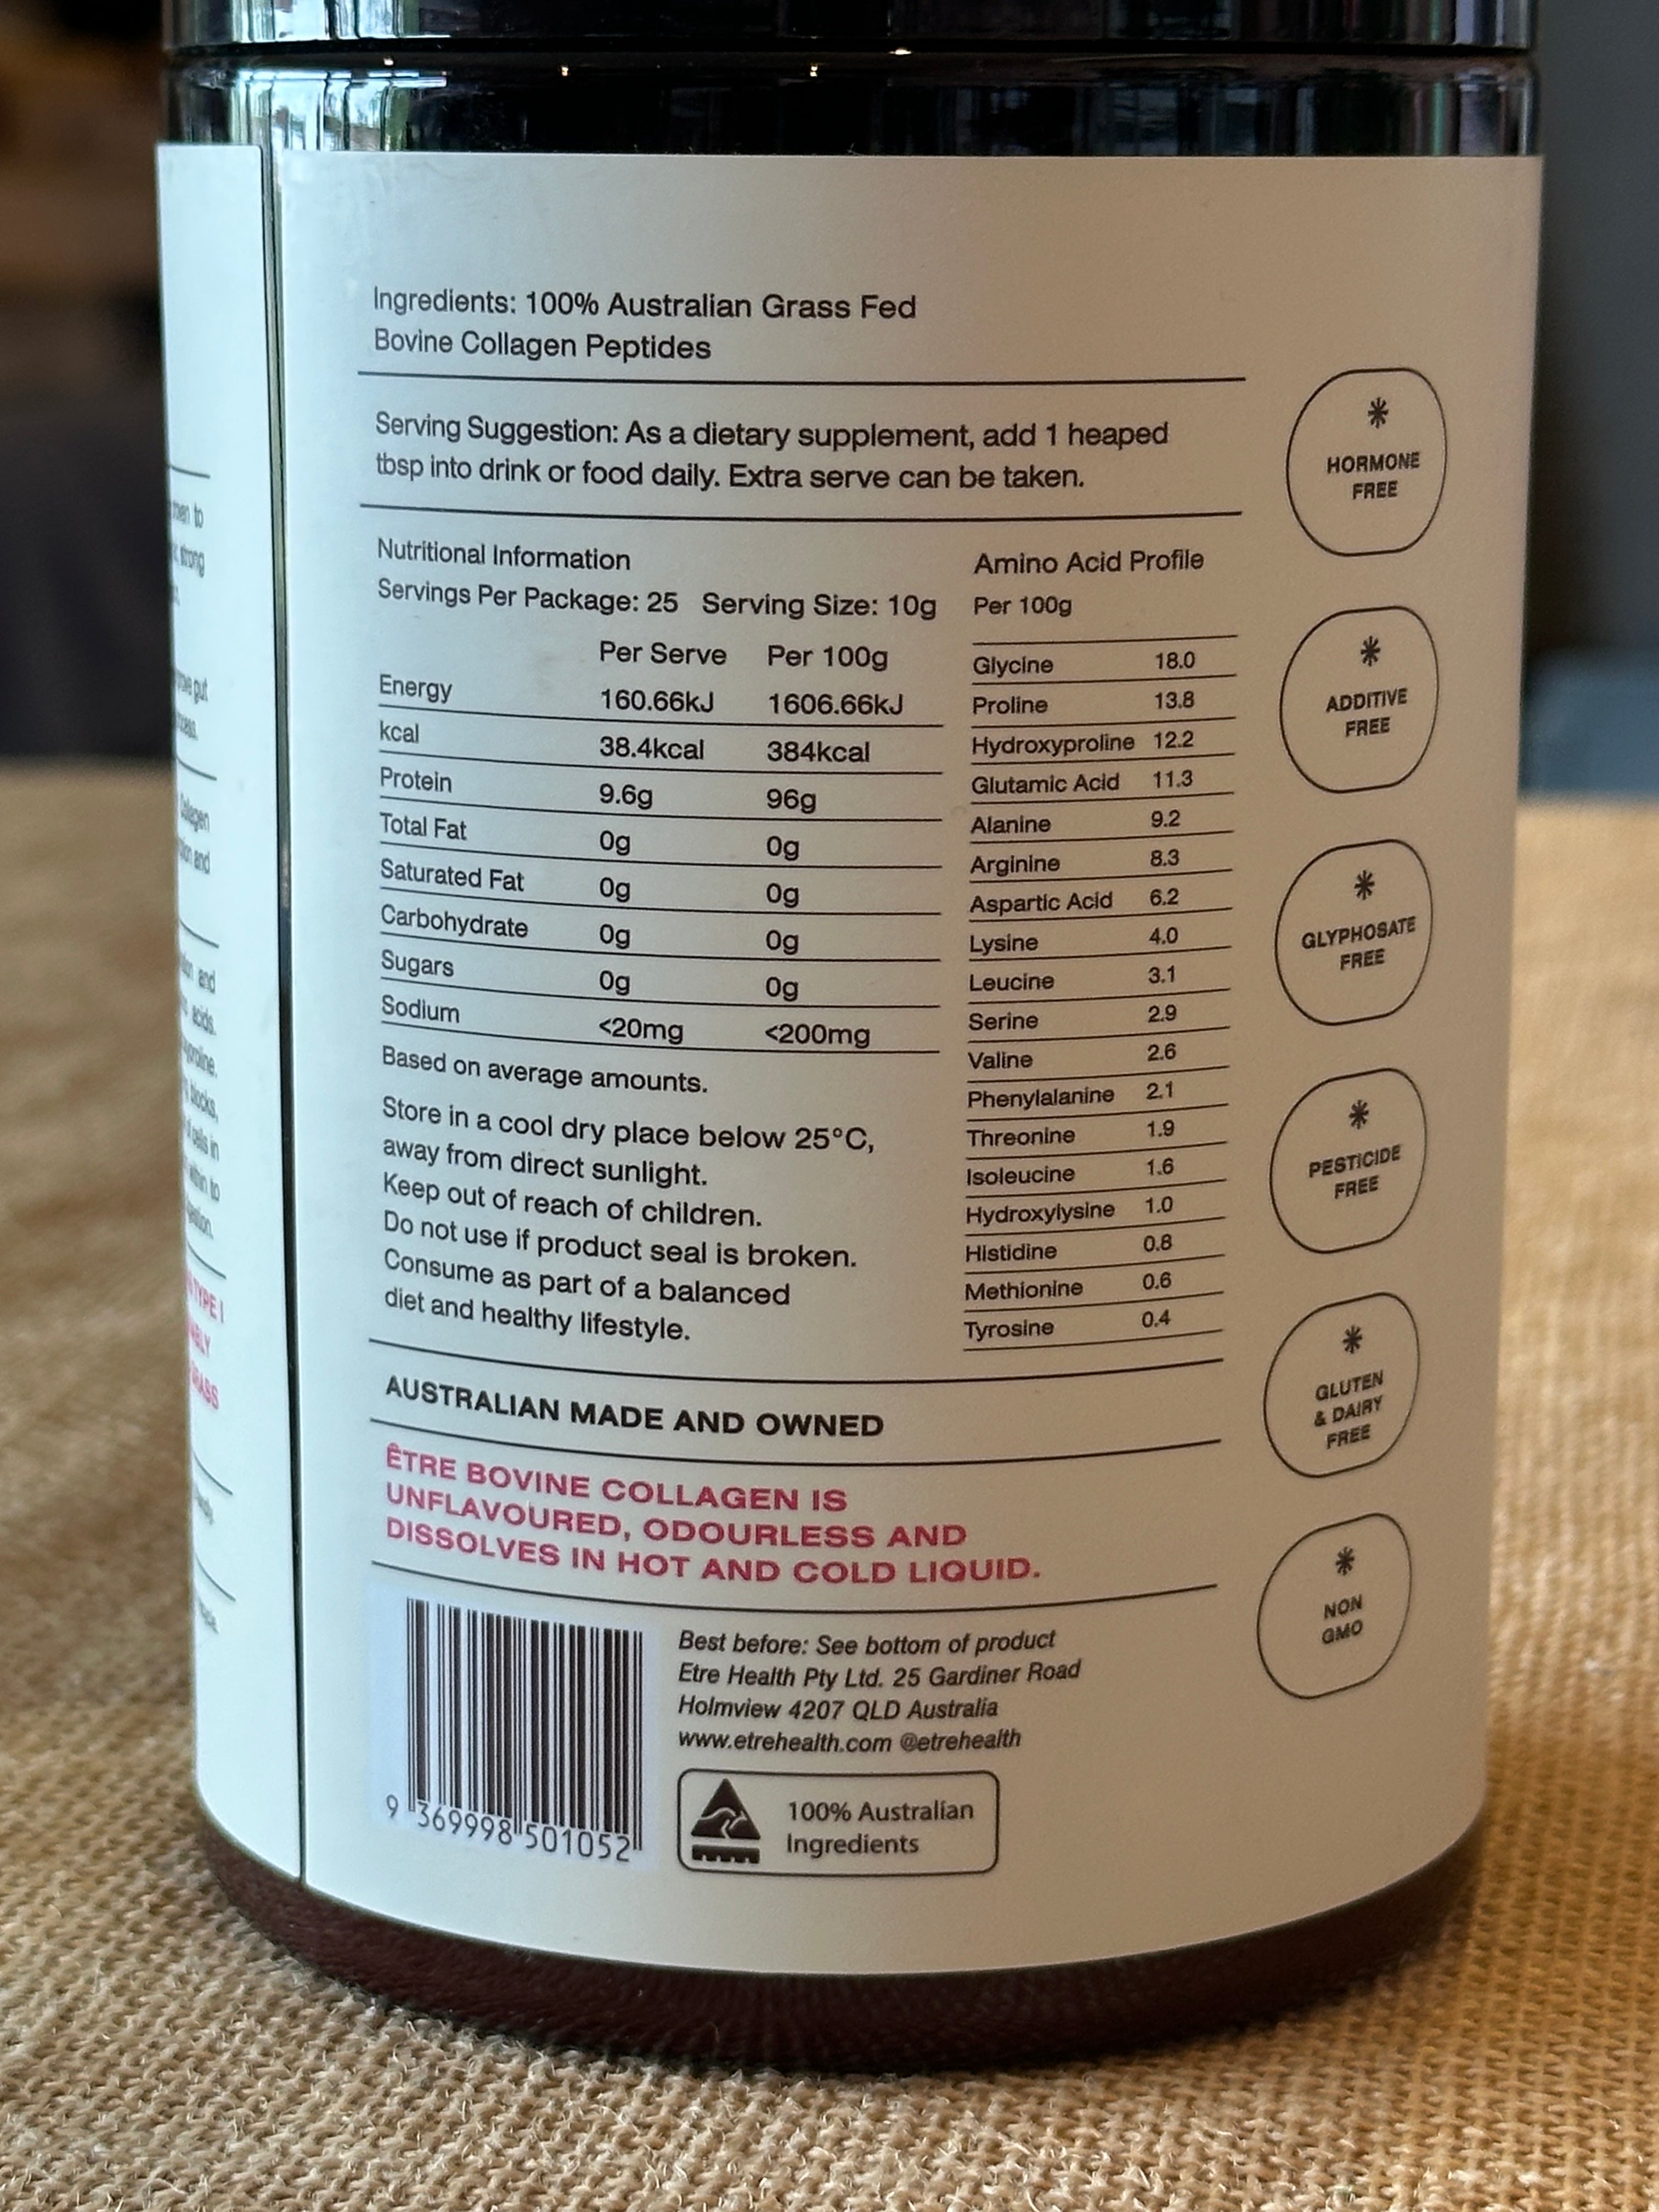 Ingredients: 100% Australian Grass Fed
Bovine Collagen Peptides
Serving Suggestion: As a dietary supplement, add 1 heaped
tbsp into drink or food daily. Extra serve can be taken.
Nutritional Information
Servings Per Package: 25 Serving Size: 10g
Per Serve Per 100g
Energy 160.66kJ 1606.66kJ
kcal 38.4kcal 384kcal
Protein 9.6g 96g
Total Fat 0g 0g
Saturated Fat 0g 0g
Carbohydrate 0g 0g
Sugars 0g 0g
Sodium <20mg <200mg
Based on average amounts.
Store in a cool dry place below 25°C,
away from direct sunlight.
Keep out of reach of children.
Do not use if product seal is broken.
Consume as part of a balanced
diet and healthy lifestyle.
Amino Acid Profile
Per 100g
Glycine 18.0
Proline 13.8
Hydroxyproline 12.2
Glutamic Acid 11.3
Alanine 9.2
Arginine 8.3
Aspartic Acid 6.2
Lysine 4.0
Leucine 3.1
Serine 2.9
Valine 2.6
Phenylalanine 2.1
Threonine 1.9
Isoleucine 1.6
Hydroxylysine 1.0
Histidine 0.8
Methionine 0.6
Tyrosine 0.4
AUSTRALIAN MADE AND OWNED
ÊTRE BOVINE COLLAGEN IS
UNFLAVOURED, ODOURLESS AND
DISSOLVES IN HOT AND COLD LIQUID.
9 369998 501052
Best before: See bottom of product
Etre Health Pty Ltd. 25 Gardiner Road
Holmview 4207 QLD Australia
www.etrehealth.com @etrehealth
100% Australian
Ingredients
* HORMONE
FREE
* ADDITIVE
FREE
* GLYPHOSATE
FREE
* PESTICIDE
FREE
* GLUTEN
& DAIRY
FREE
* NON
GMO
to
strong
gut
and
and
acids.
blocks,
cells in
to
TYPE I